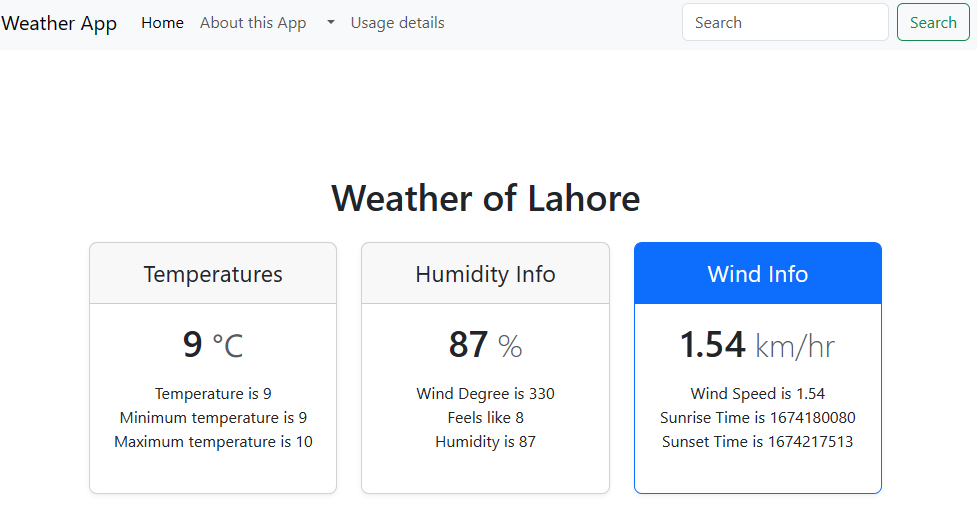 Weather App Home About this App Usage details Search Search
Weather of Lahore
Temperatures
9 °C
Temperature is 9
Minimum temperature is 9
Maximum temperature is 10
Humidity Info
87 %
Wind Degree is 330
Feels like 8
Humidity is 87
Wind Info
1.54 km/hr
Wind Speed is 1.54
Sunrise Time is 1674180080
Sunset Time is 1674217513